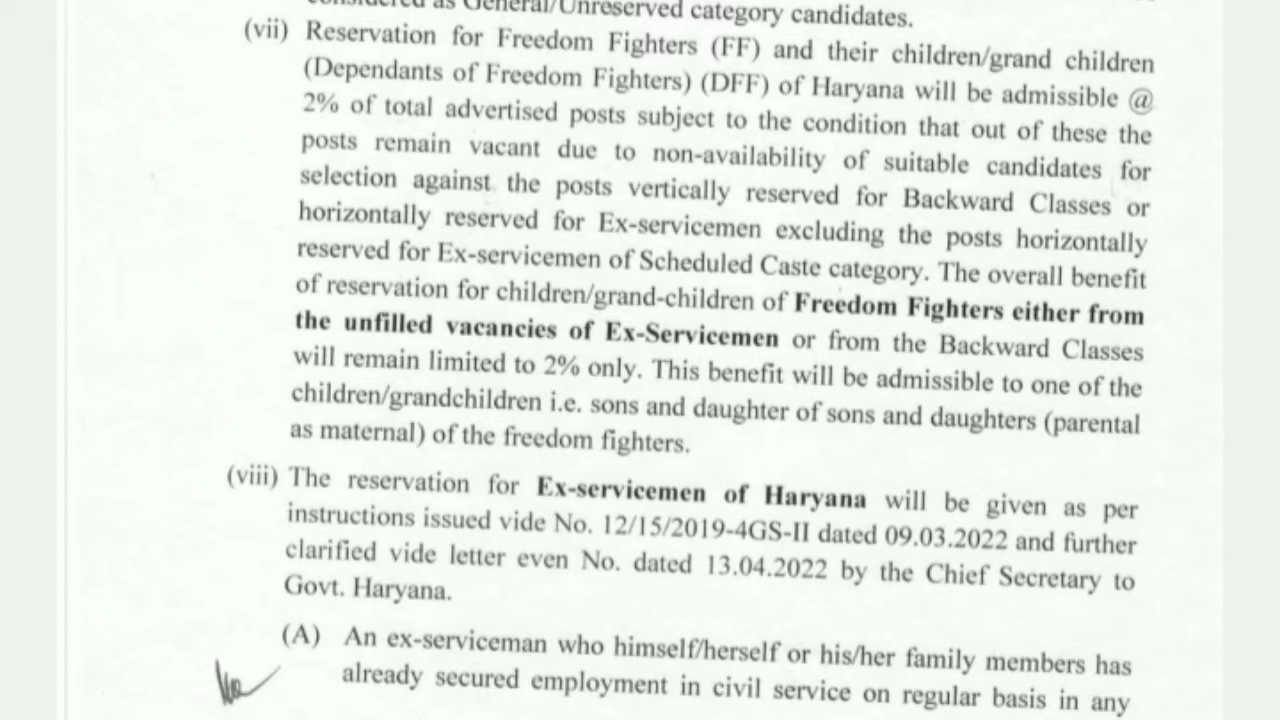 considered as General/Unreserved category candidates.
(vii) Reservation for Freedom Fighters (FF) and their children/grand children
(Dependants of Freedom Fighters) (DFF) of Haryana will be admissible @
2% of total advertised posts subject to the condition that out of these the
posts remain vacant due to non-availability of suitable candidates for
selection against the posts vertically reserved for Backward Classes or
horizontally reserved for Ex-servicemen excluding the posts horizontally
reserved for Ex-servicemen of Scheduled Caste category. The overall benefit
of reservation for children/grand-children of Freedom Fighters either from
the unfilled vacancies of Ex-Servicemen or from the Backward Classes
will remain limited to 2% only. This benefit will be admissible to one of the
children/grandchildren i.e. sons and daughter of sons and daughters (parental
as maternal) of the freedom fighters.
(viii) The reservation for Ex-servicemen of Haryana will be given as per
instructions issued vide No. 12/15/2019-4GS-II dated 09.03.2022 and further
clarified vide letter even No. dated 13.04.2022 by the Chief Secretary to
Govt. Haryana.
(A) An ex-serviceman who himself/herself or his/her family members has
already secured employment in civil service on regular basis in any